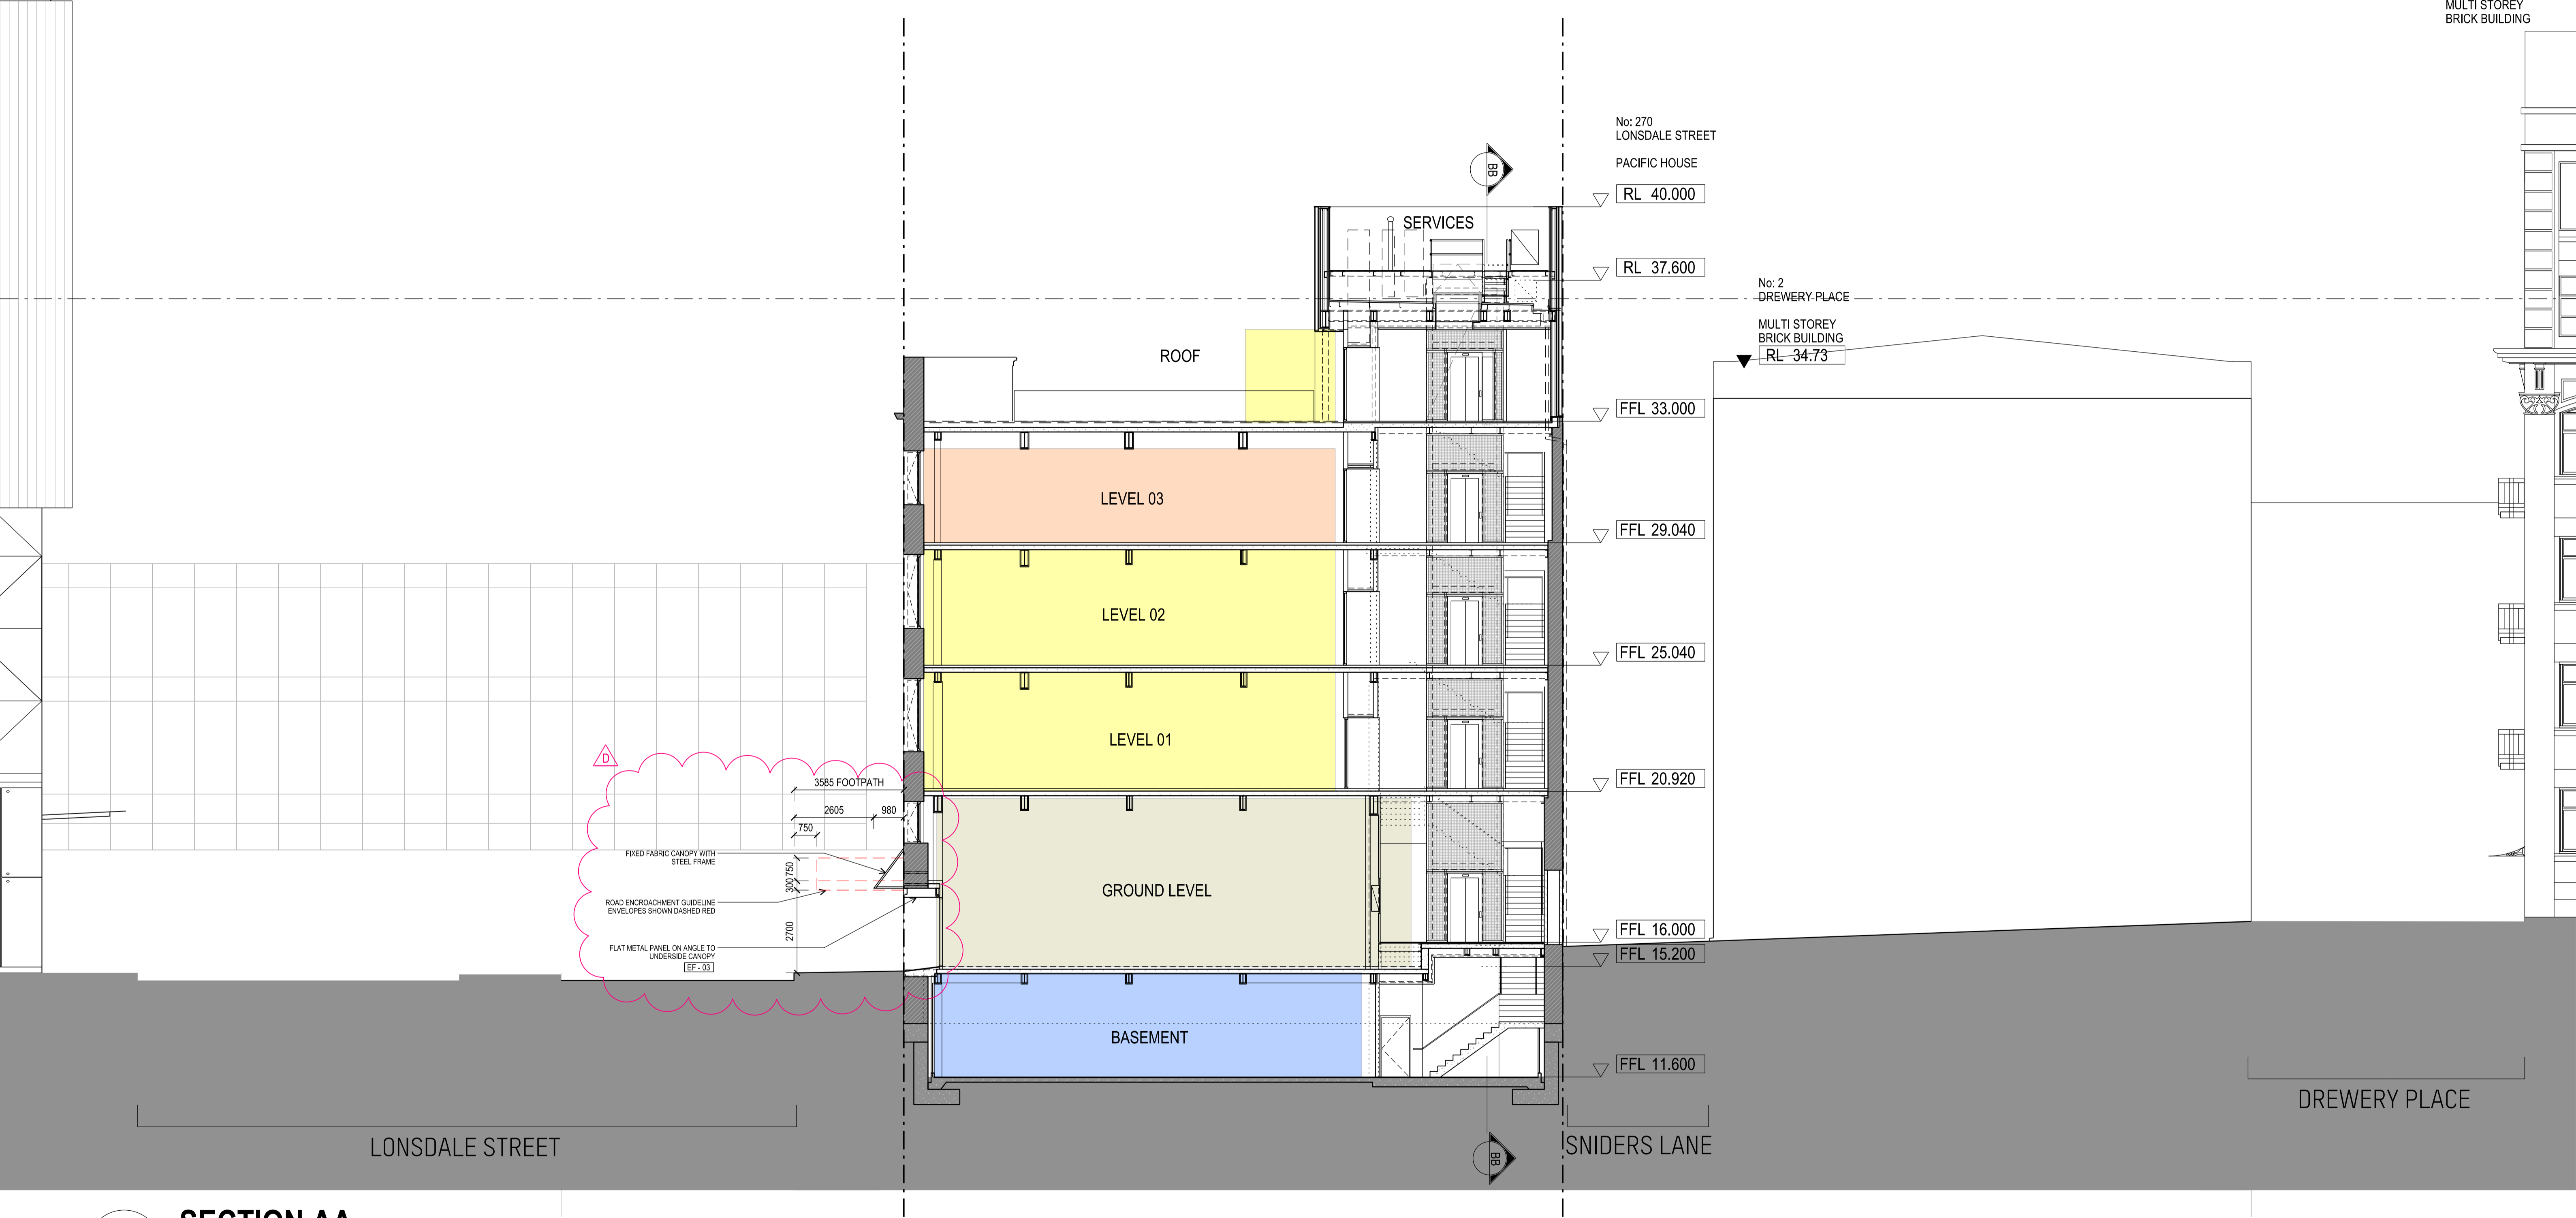 MULTI STOREY
BRICK BUILDING
No: 270
LONSDALE STREET
PACIFIC HOUSE
BB
RL 40.000
SERVICES
RL 37.600
No: 2
DREWERY PLACE
MULTI STOREY
BRICK BUILDING
RL 34.73
ROOF
FFL 33.000
LEVEL 03
FFL 29.040
LEVEL 02
FFL 25.040
LEVEL 01
FFL 20.920
D
3585 FOOTPATH
2605
980
750
FIXED FABRIC CANOPY WITH
STEEL FRAME
750
300
ROAD ENCROACHMENT GUIDELINE
ENVELOPES SHOWN DASHED RED
2700
FLAT METAL PANEL ON ANGLE TO
UNDERSIDE CANOPY
EF - 03
GROUND LEVEL
FFL 16.000
FFL 15.200
BASEMENT
FFL 11.600
LONSDALE STREET
SNIDERS LANE
DREWERY PLACE
BB
SECTION AA